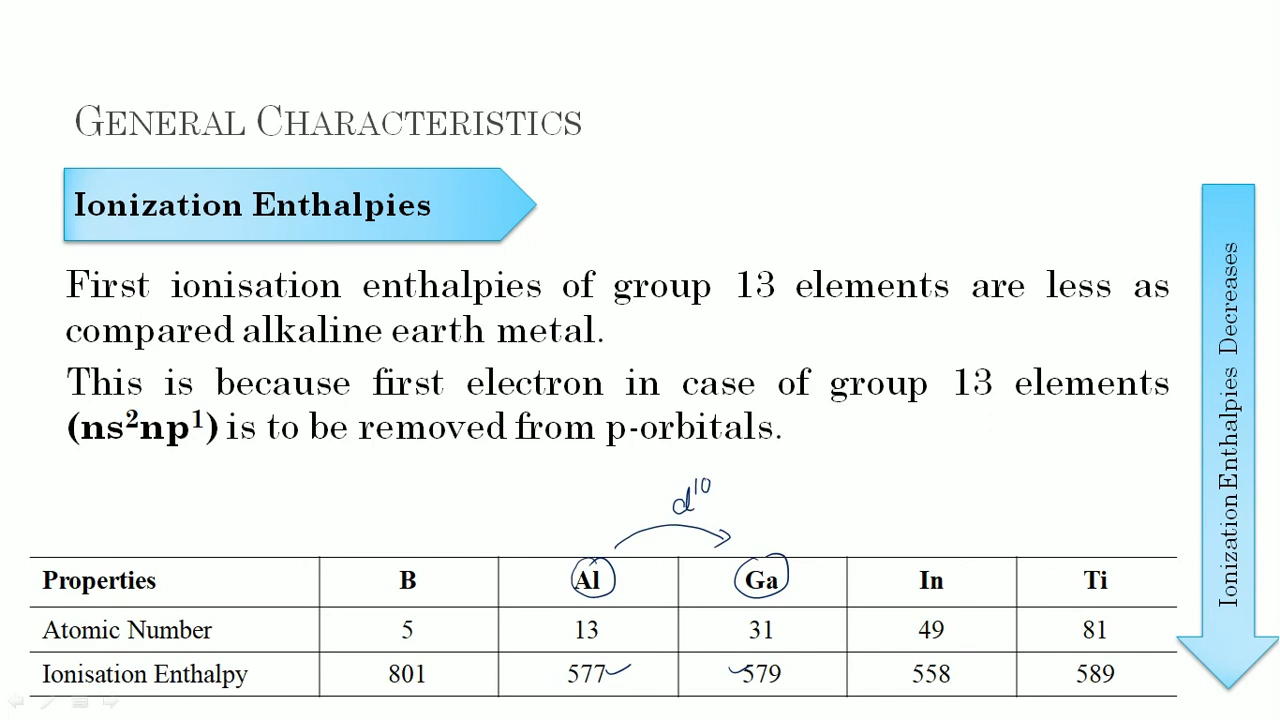 GENERAL CHARACTERISTICS
Ionization Enthalpies
First ionisation enthalpies of group 13 elements are less as
compared alkaline earth metal.
This is because first electron in case of group 13 elements
(ns²np¹) is to be removed from p-orbitals.
d¹⁰
Properties B Al Ga In Ti
Atomic Number 5 13 31 49 81
Ionisation Enthalpy 801 577 579 558 589
Ionization Enthalpies Decreases